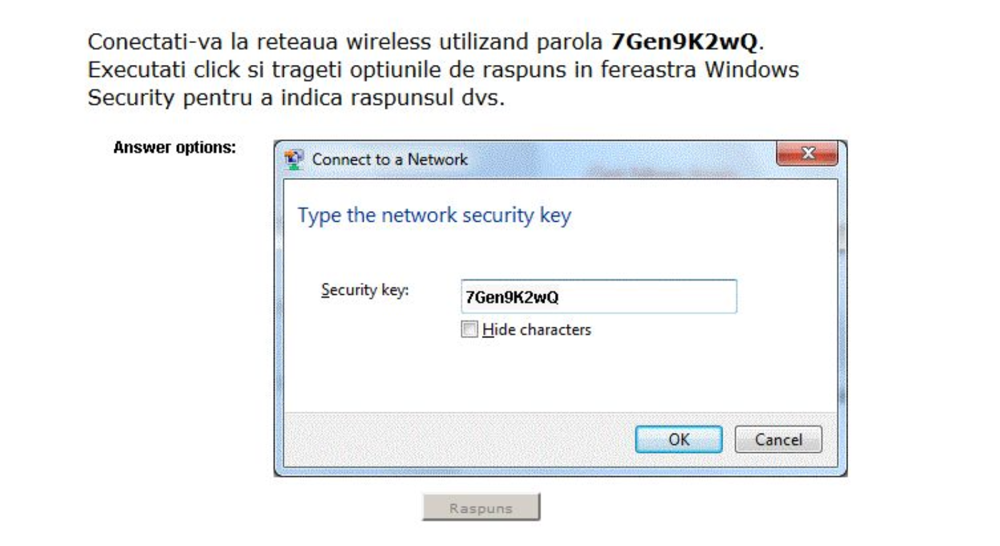 Conectati-va la reteaua wireless utilizand parola 7Gen9K2wQ.
Executati click si trageti optiunile de raspuns in fereastra Windows
Security pentru a indica raspunsul dvs.
Answer options:
Connect to a Network
Type the network security key
Security key:
7Gen9K2wQ
Hide characters
OK
Cancel
Raspuns